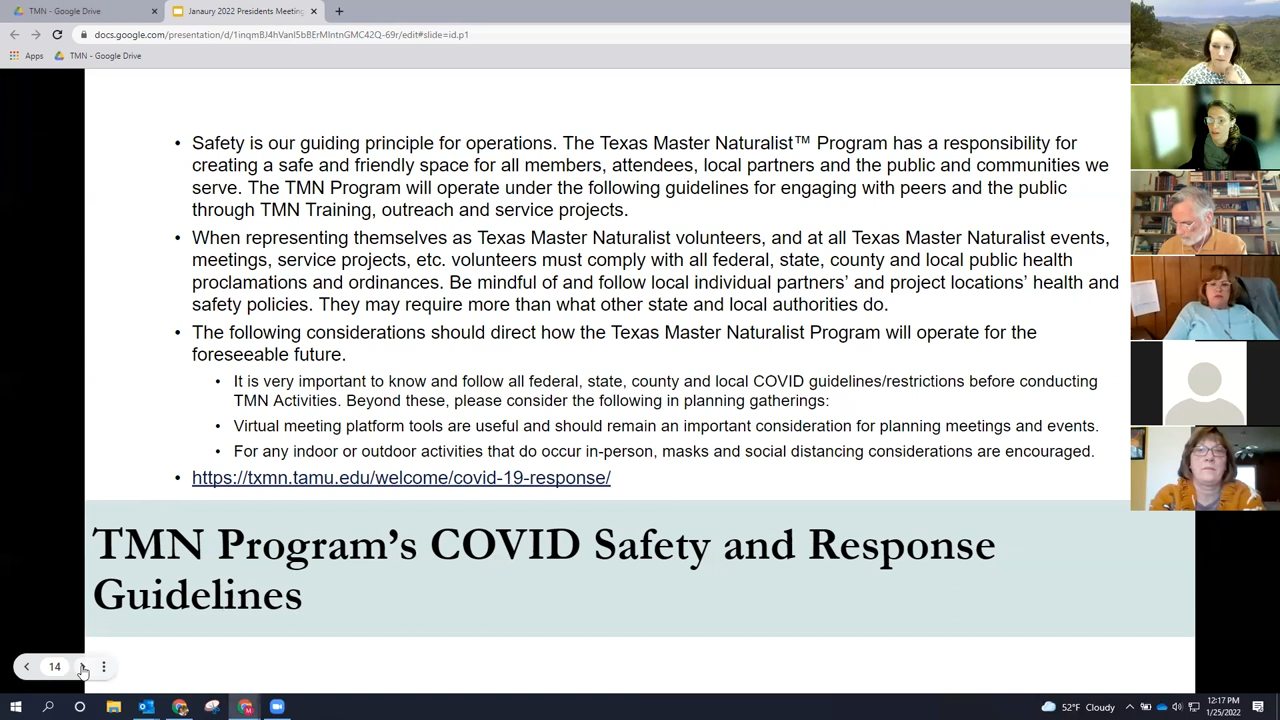 TMN - Google Drive
Janaury 2022 Presidents Meeting
docs.google.com/presentation/d/1inqmBJ4hVanI5bBErMIntnGMC42Q-69r/edit#slide=id.p1
Apps
TMN - Google Drive
• Safety is our guiding principle for operations. The Texas Master Naturalist™ Program has a responsibility for
creating a safe and friendly space for all members, attendees, local partners and the public and communities we
serve. The TMN Program will operate under the following guidelines for engaging with peers and the public
through TMN Training, outreach and service projects.
• When representing themselves as Texas Master Naturalist volunteers, and at all Texas Master Naturalist events,
meetings, service projects, etc. volunteers must comply with all federal, state, county and local public health
proclamations and ordinances. Be mindful of and follow local individual partners’ and project locations’ health and
safety policies. They may require more than what other state and local authorities do.
• The following considerations should direct how the Texas Master Naturalist Program will operate for the
foreseeable future.
• It is very important to know and follow all federal, state, county and local COVID guidelines/restrictions before conducting
TMN Activities. Beyond these, please consider the following in planning gatherings:
• Virtual meeting platform tools are useful and should remain an important consideration for planning meetings and events.
• For any indoor or outdoor activities that do occur in-person, masks and social distancing considerations are encouraged.
• https://txmn.tamu.edu/welcome/covid-19-response/
TMN Program’s COVID Safety and Response
Guidelines
14
52°F Cloudy
12:17 PM
1/25/2022